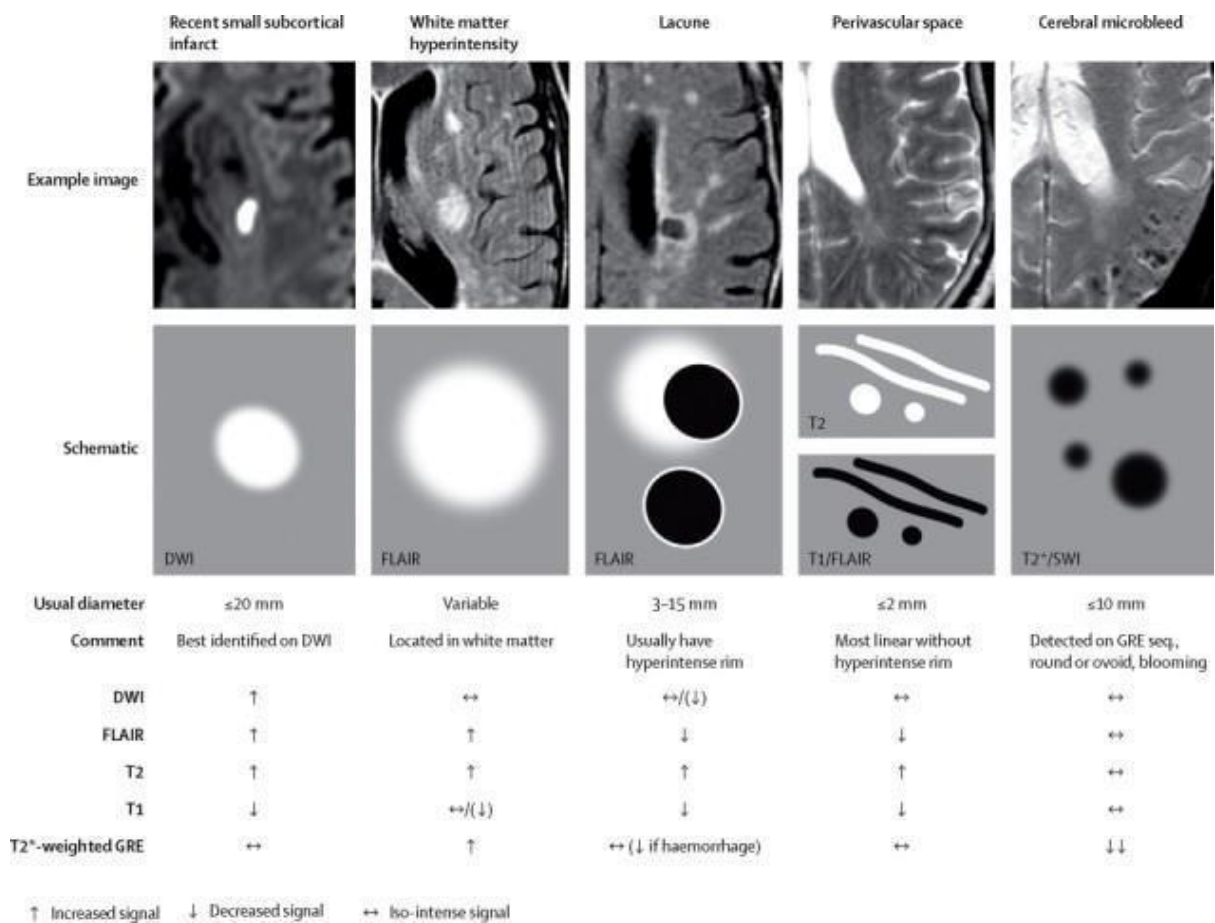 Recent small subcortical infarct
White matter hyperintensity
Lacune
Perivascular space
Cerebral microbleed
Example image
Schematic
DWI
FLAIR
FLAIR
T2
T1/FLAIR
T2*/SWI
Usual diameter ≤20 mm Variable 3–15 mm ≤2 mm ≤10 mm
Comment
Best identified on DWI
Located in white matter
Usually have
hyperintense rim
Most linear without
hyperintense rim
Detected on GRE seq.,
round or ovoid, blooming
DWI ↑ ↔ ↔/(↓) ↔ ↔
FLAIR ↑ ↑ ↓ ↓ ↔
T2 ↑ ↑ ↑ ↑ ↔
T1 ↓ ↔/(↓) ↓ ↓ ↔
T2*-weighted GRE ↔ ↑ ↔ (↓ if haemorrhage) ↔ ↓↓
↑ Increased signal ↓ Decreased signal ↔ Iso-intense signal